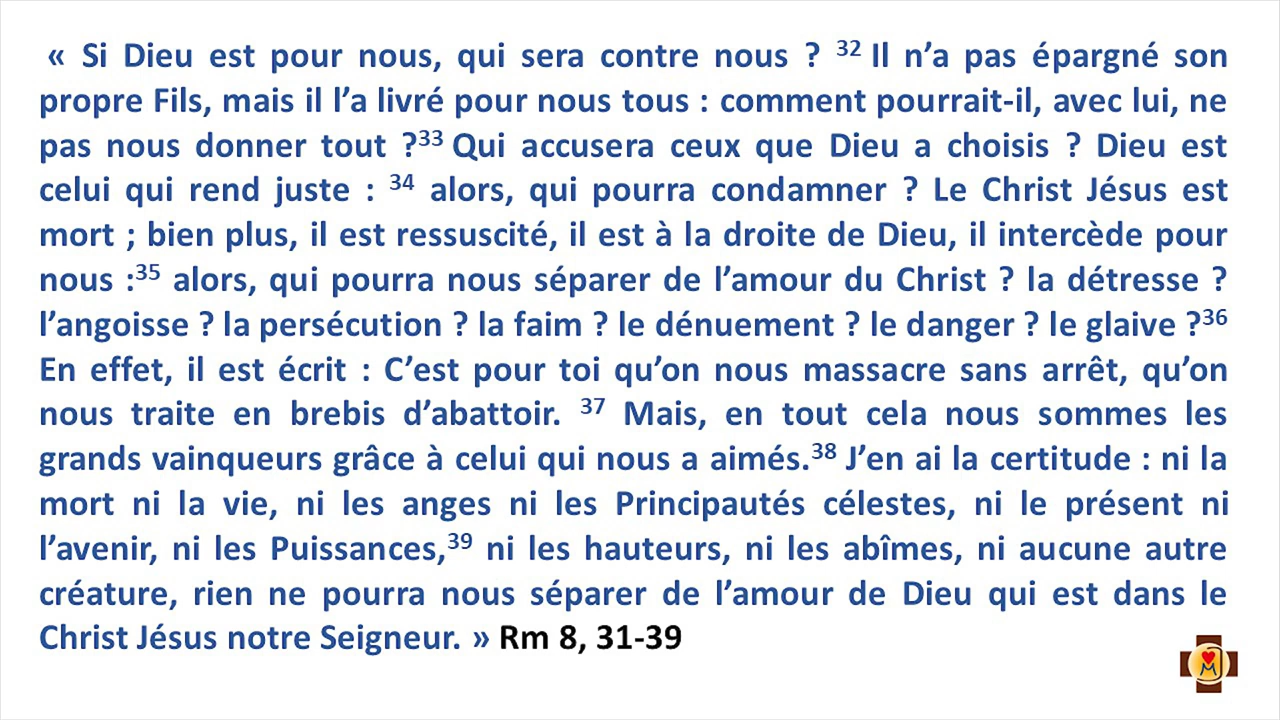 « Si Dieu est pour nous, qui sera contre nous ? 32 Il n’a pas épargné son
propre Fils, mais il l’a livré pour nous tous : comment pourrait-il, avec lui, ne
pas nous donner tout ?33 Qui accusera ceux que Dieu a choisis ? Dieu est
celui qui rend juste : 34 alors, qui pourra condamner ? Le Christ Jésus est
mort ; bien plus, il est ressuscité, il est à la droite de Dieu, il intercède pour
nous :35 alors, qui pourra nous séparer de l’amour du Christ ? la détresse ?
l’angoisse ? la persécution ? la faim ? le dénuement ? le danger ? le glaive ?36
En effet, il est écrit : C’est pour toi qu’on nous massacre sans arrêt, qu’on
nous traite en brebis d’abattoir. 37 Mais, en tout cela nous sommes les
grands vainqueurs grâce à celui qui nous a aimés.38 J’en ai la certitude : ni la
mort ni la vie, ni les anges ni les Principautés célestes, ni le présent ni
l’avenir, ni les Puissances,39 ni les hauteurs, ni les abîmes, ni aucune autre
créature, rien ne pourra nous séparer de l’amour de Dieu qui est dans le
Christ Jésus notre Seigneur. » Rm 8, 31-39